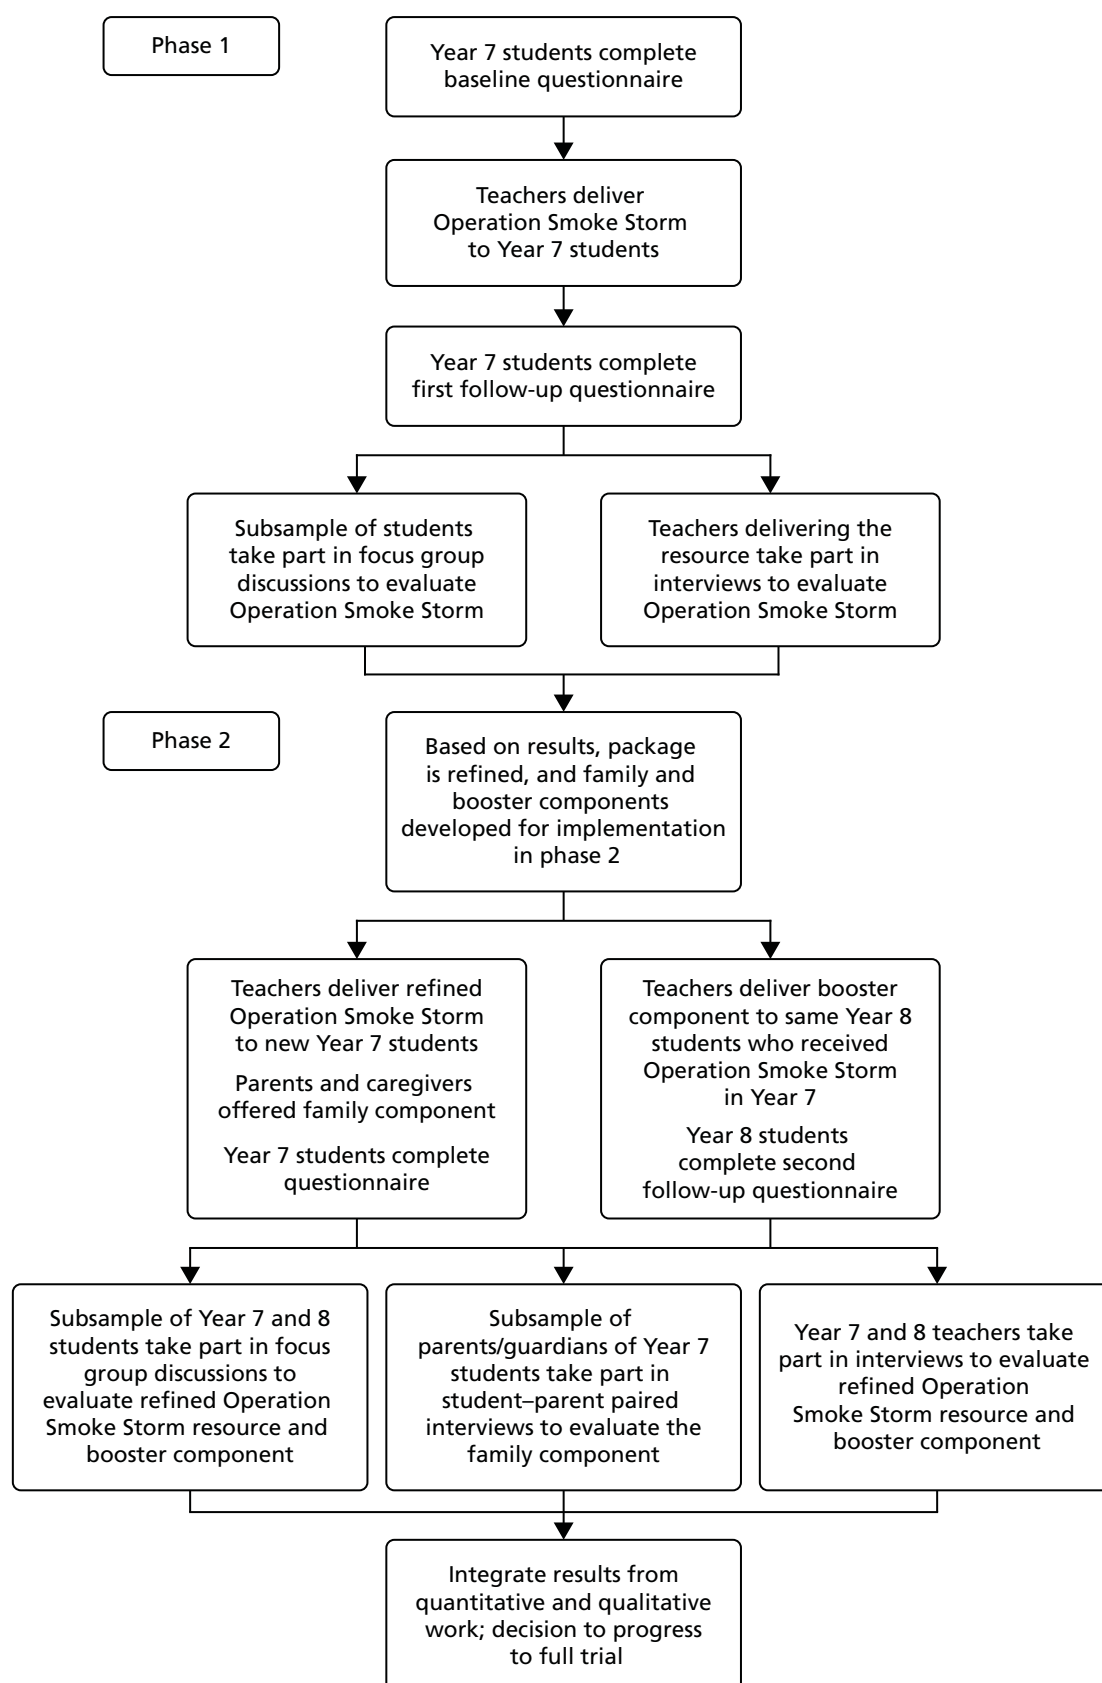 Phase 1
Year 7 students complete
baseline questionnaire
Teachers deliver
Operation Smoke Storm
to Year 7 students
Year 7 students complete
first follow-up questionnaire
Subsample of students
take part in focus group
discussions to evaluate
Operation Smoke Storm
Teachers delivering the
resource take part in
interviews to evaluate
Operation Smoke Storm
Phase 2
Based on results, package
is refined, and family and
booster components
developed for implementation
in phase 2
Teachers deliver refined
Operation Smoke Storm
to new Year 7 students
Parents and caregivers
offered family component
Year 7 students complete
questionnaire
Teachers deliver booster
component to same Year 8
students who received
Operation Smoke Storm
in Year 7
Year 8 students
complete second
follow-up questionnaire
Subsample of Year 7 and 8
students take part in focus
group discussions to
evaluate refined Operation
Smoke Storm resource and
booster component
Subsample of
parents/guardians of Year 7
students take part in
student–parent paired
interviews to evaluate the
family component
Year 7 and 8 teachers take
part in interviews to evaluate
refined Operation
Smoke Storm resource and
booster component
Integrate results from
quantitative and qualitative
work; decision to progress
to full trial